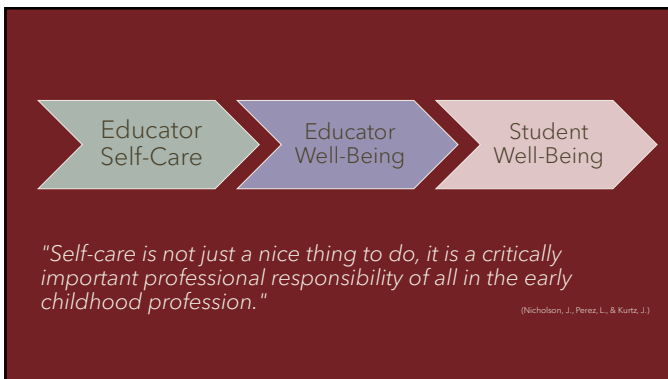 Educator
Self-Care
Educator
Well-Being
Student
Well-Being
"Self-care is not just a nice thing to do, it is a critically
important professional responsibility of all in the early
childhood profession."
(Nicholson, J., Perez, L., & Kurtz, J.)